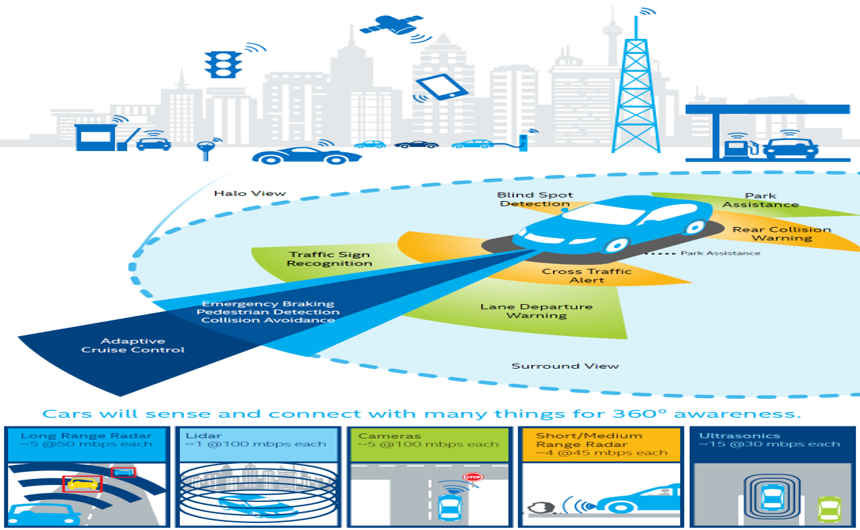 Halo View
Blind Spot
Detection
Park
Assistance
Rear Collision
Warning
Park Assistance
Traffic Sign
Recognition
Cross Traffic
Alert
Emergency Braking
Pedestrian Detection
Collision Avoidance
Lane Departure
Warning
Adaptive
Cruise Control
Surround View
Cars will sense and connect with many things for 360° awareness.
Long Range Radar
~5 @50 mbps each
Lidar
~1 @100 mbps each
Cameras
~5 @100 mbps each
Short/Medium
Range Radar
~4 @45 mbps each
Ultrasonics
~15 @30 mbps each
STOP